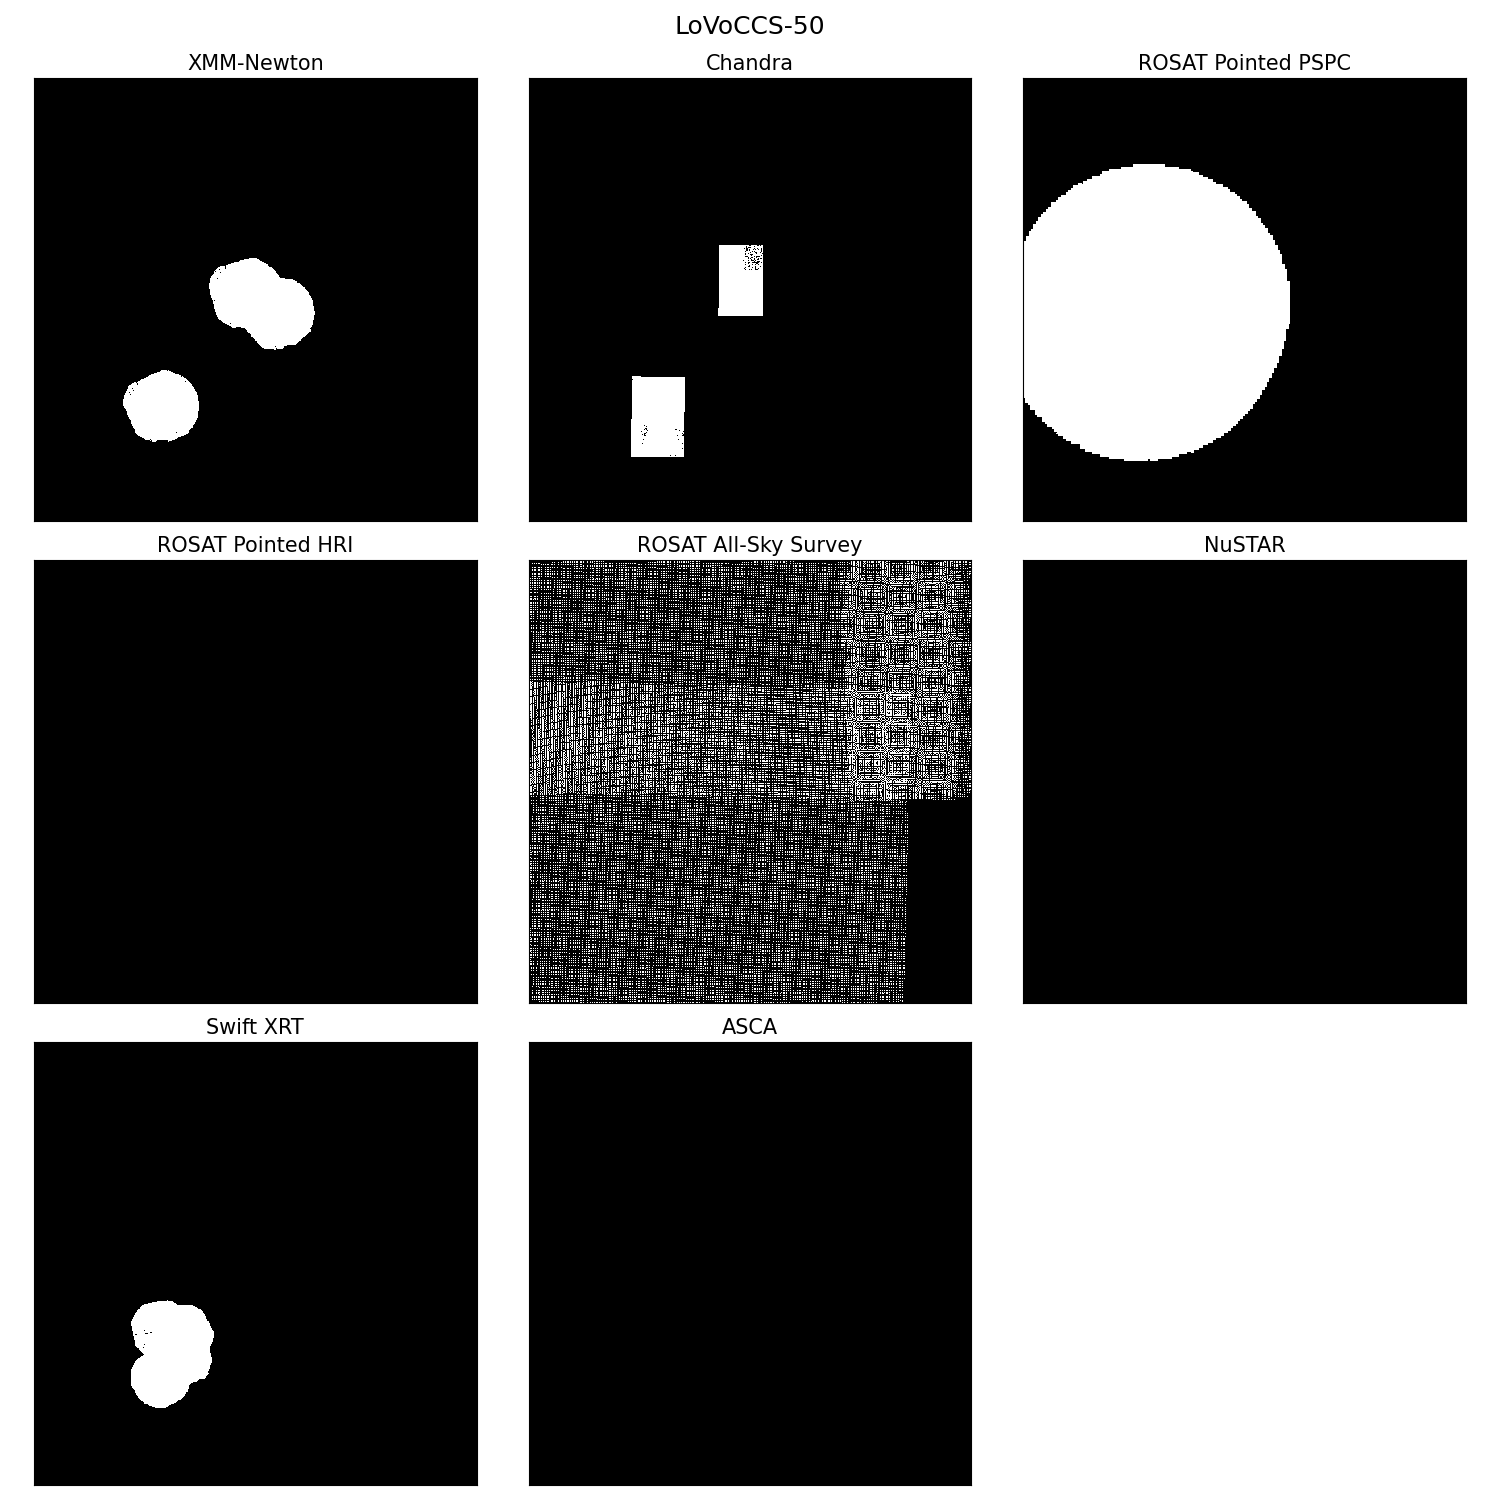 LoVoCCS-50
XMM-Newton
Chandra
ROSAT Pointed PSPC
ROSAT Pointed HRI
ROSAT All-Sky Survey
NuSTAR
Swift XRT
ASCA